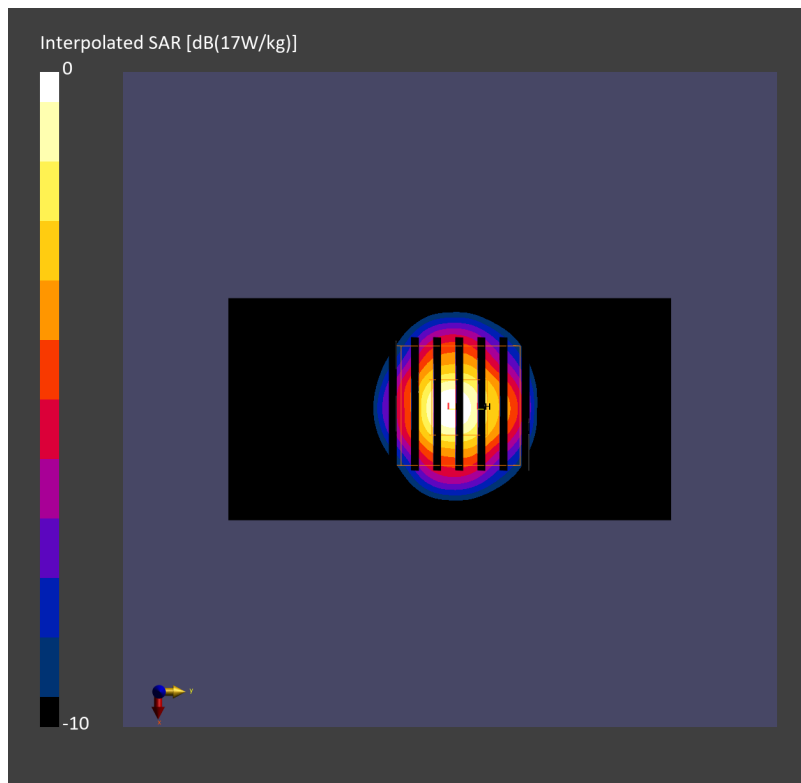 Interpolated SAR [dB(17W/kg)]
0
I H
-10
y
x